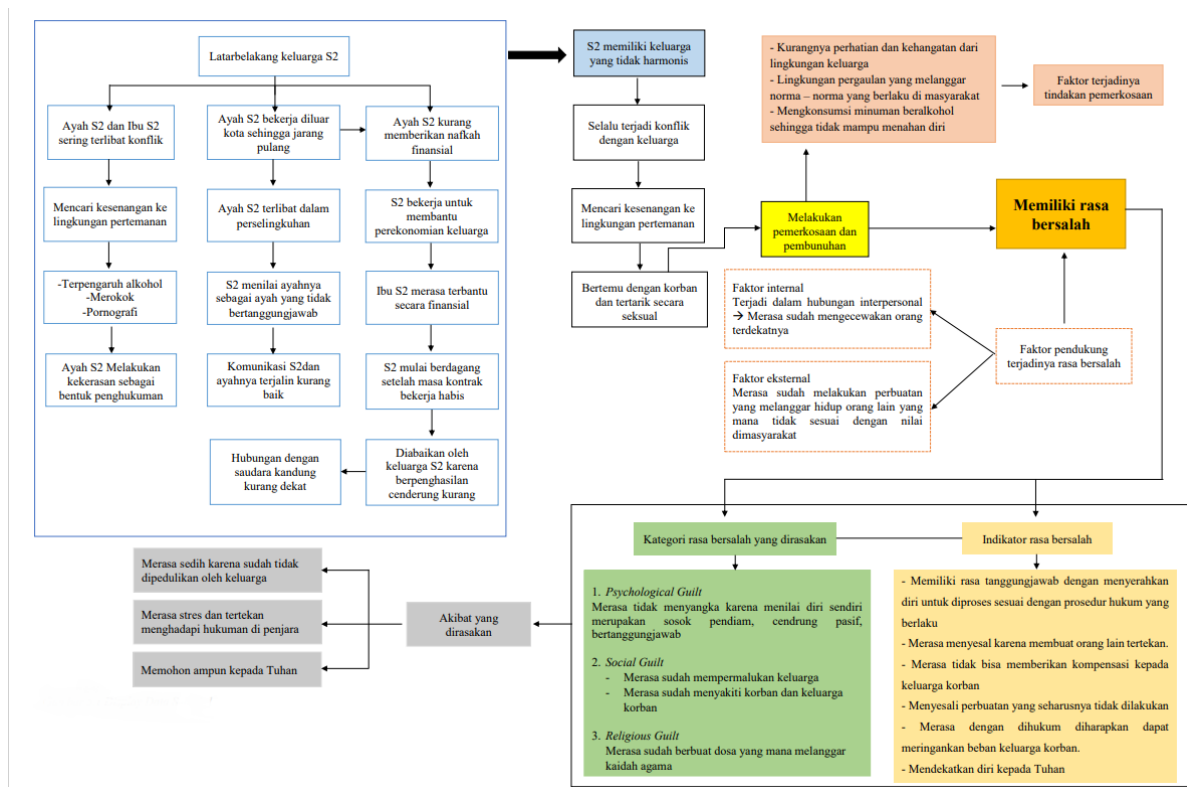 Latarbelakang keluarga S2
Ayah S2 dan Ibu S2
sering terlibat konflik
Mencari kesenangan ke
lingkungan pertemanan
-Terpengaruh alkohol
-Merokok
-Pornografi
Ayah S2 Melakukan
kekerasan sebagai
bentuk penghukuman
Ayah S2 bekerja diluar
kota sehingga jarang
pulang
Ayah S2 terlibat dalam
perselingkuhan
S2 menilai ayahnya
sebagai ayah yang tidak
bertanggungjawab
Komunikasi S2dan
ayahnya terjalin kurang
baik
Ayah S2 kurang
memberikan nafkah
finansial
S2 bekerja untuk
membantu
perekonomian keluarga
Ibu S2 merasa terbantu
secara finansial
S2 mulai berdagang
setelah masa kontrak
bekerja habis
Diabaikan oleh
keluarga S2 karena
berpenghasilan
cenderung kurang
Hubungan dengan
saudara kandung
kurang dekat
S2 memiliki keluarga
yang tidak harmonis
Selalu terjadi konflik
dengan keluarga
Mencari kesenangan ke
lingkungan pertemanan
Bertemu dengan korban
dan tertarik secara
seksual
Melakukan
pemerkosaan dan
pembunuhan
- Kurangnya perhatian dan kehangatan dari
lingkungan keluarga
- Lingkungan pergaulan yang melanggar
norma – norma yang berlaku di masyarakat
- Mengkonsumsi minuman beralkohol
sehingga tidak mampu menahan diri
Faktor terjadinya
tindakan pemerkosaan
Memiliki rasa
bersalah
Faktor pendukung
terjadinya rasa bersalah
Faktor internal
Terjadi dalam hubungan interpersonal
→ Merasa sudah mengecewakan orang
terdekatnya
Faktor eksternal
Merasa sudah melakukan perbuatan
yang melanggar hidup orang lain yang
mana tidak sesuai dengan nilai
dimasyarakat
Kategori rasa bersalah yang dirasakan
1. Psychological Guilt
Merasa tidak menyangka karena menilai diri sendiri
merupakan sosok pendiam, cendrung pasif,
bertanggungjawab
2. Social Guilt
- Merasa sudah mempermalukan keluarga
- Merasa sudah menyakiti korban dan keluarga
korban
3. Religious Guilt
Merasa sudah berbuat dosa yang mana melanggar
kaidah agama
Indikator rasa bersalah
- Memiliki rasa tanggungjawab dengan menyerahkan
diri untuk diproses sesuai dengan prosedur hukum yang
berlaku
- Merasa menyesal karena membuat orang lain tertekan.
- Merasa tidak bisa memberikan kompensasi kepada
keluarga korban
- Menyesali perbuatan yang seharusnya tidak dilakukan
- Merasa dengan dihukum diharapkan dapat
meringankan beban keluarga korban.
- Mendekatkan diri kepada Tuhan
Akibat yang
dirasakan
Merasa sedih karena sudah tidak
dipedulikan oleh keluarga
Merasa stres dan tertekan
menghadapi hukuman di penjara
Memohon ampun kepada Tuhan